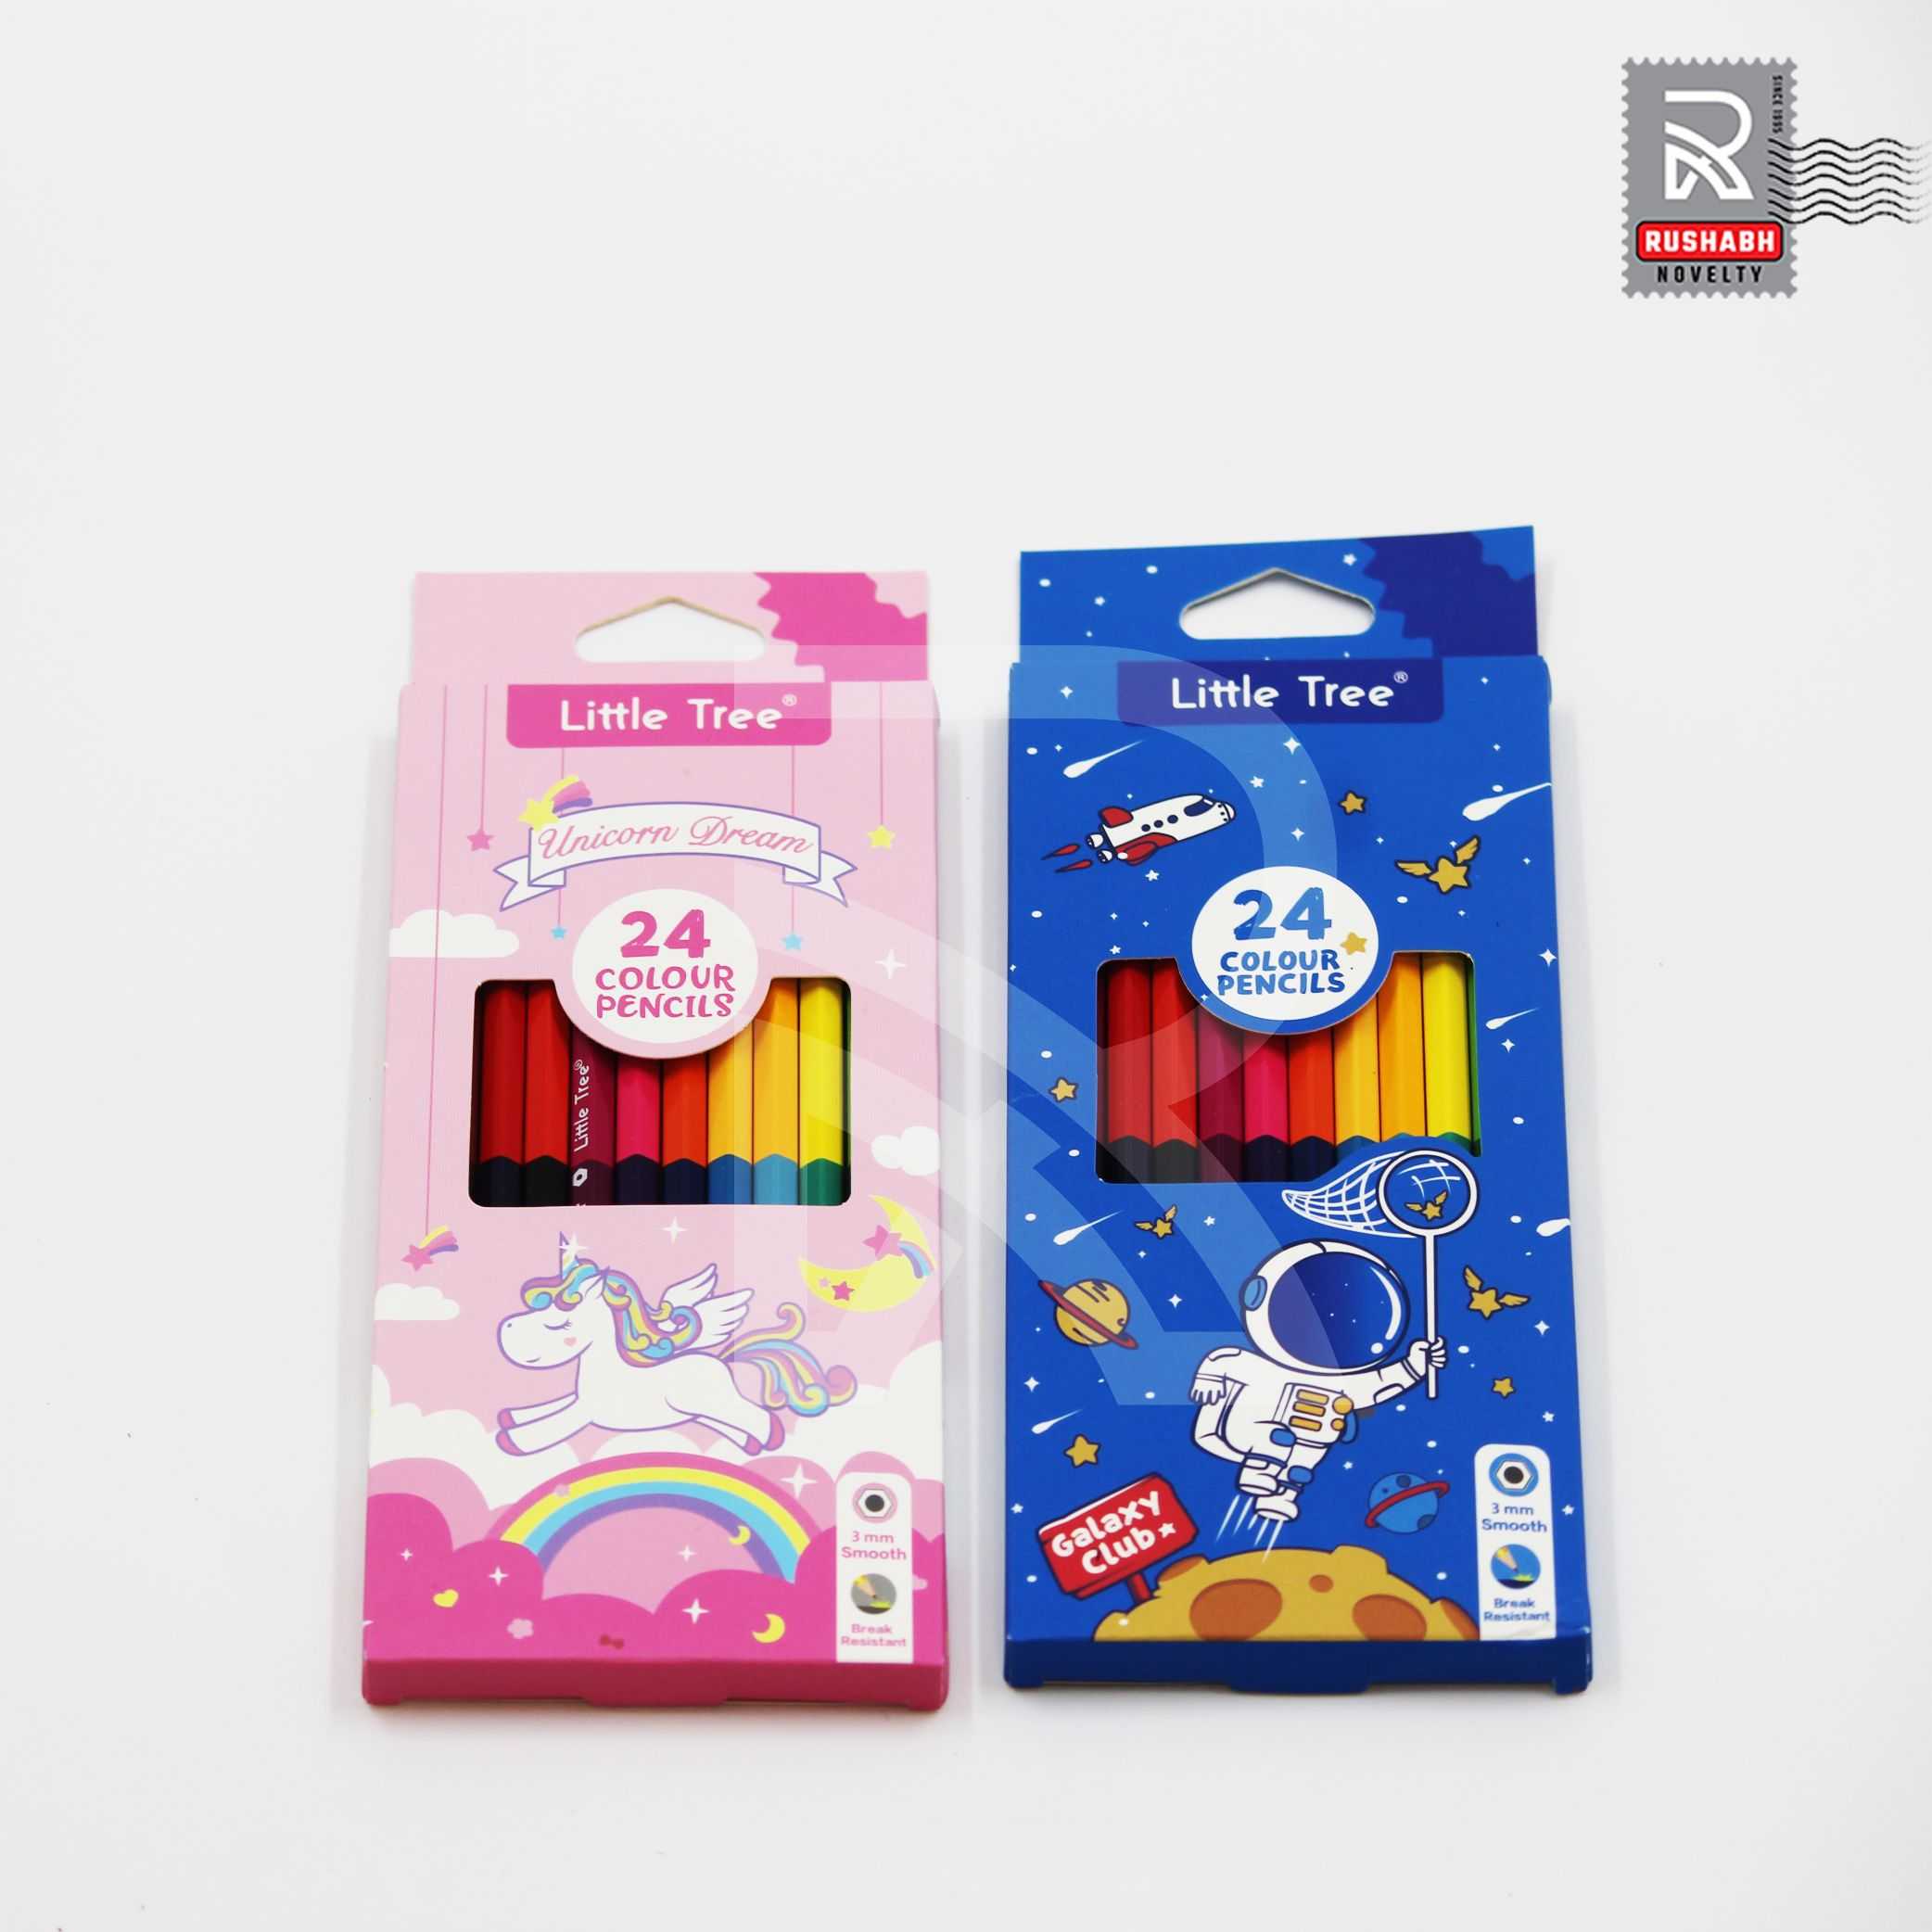 SINCE 1995
RUSHABH
NOVELTY
Little Tree®
Unicorn Dream
24
COLOUR
PENCILS
Little Tree®
3 mm
Smooth
Break
Resistant
Little Tree®
24
COLOUR
PENCILS
Galaxy
Club
3 mm
Smooth
Break
Resistant